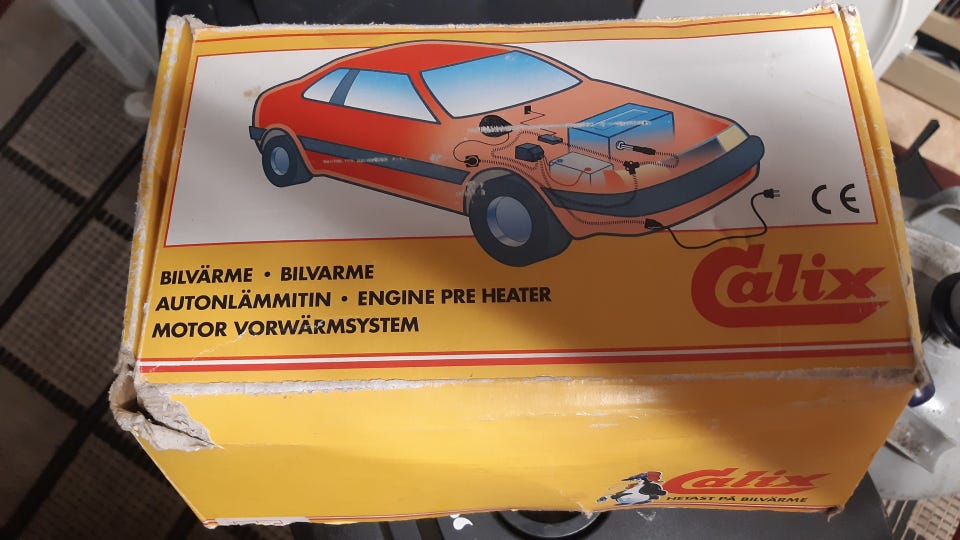 CE
BILVÄRME • BILVARME
AUTONLÄMMITIN • ENGINE PRE HEATER
MOTOR VORWÄRMSYSTEM
Calix
Calix
HETAST PÅ BILVÄRME